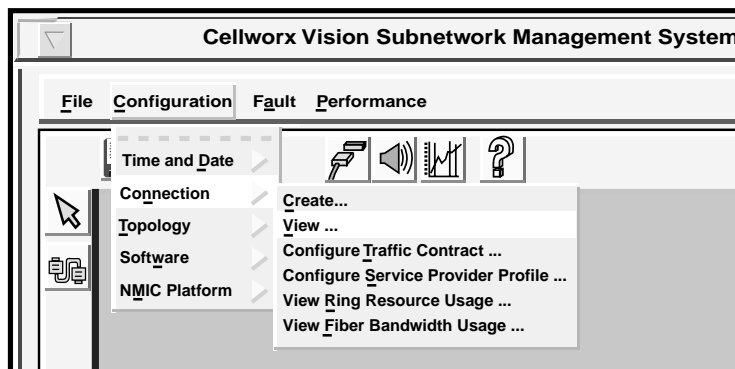 Cellworx Vision Subnetwork Management System
File Configuration Fault Performance
Time and Date
Connection
Topology
Software
NMIC Platform
Create...
View ...
Configure Traffic Contract ...
Configure Service Provider Profile ...
View Ring Resource Usage ...
View Fiber Bandwidth Usage ...